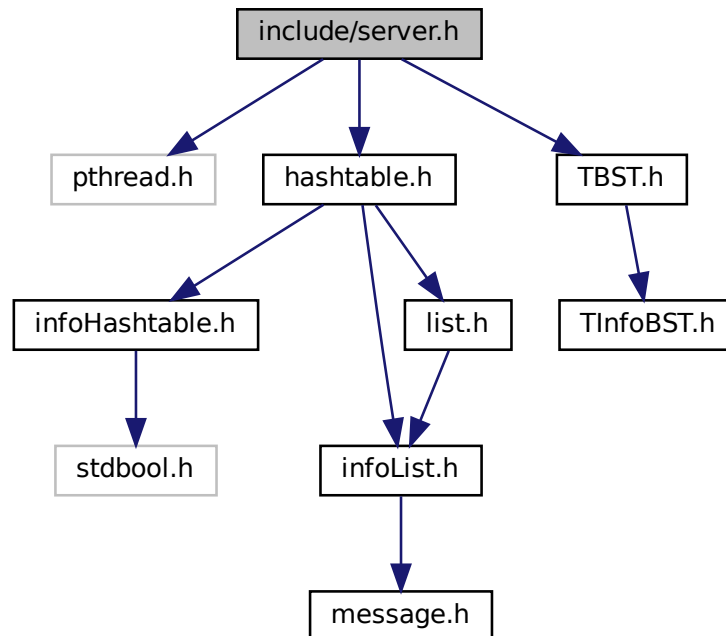 include/server.h
pthread.h
hashtable.h
TBST.h
infoHashtable.h
list.h
TInfoBST.h
stdbool.h
infoList.h
message.h